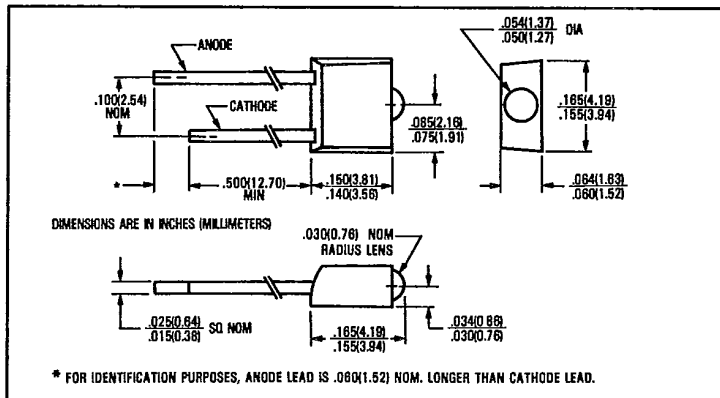 ANODE
.100(2.54)
NOM
CATHODE
.085(2.16)
.075(1.91)
.054(1.37)
.050(1.27) DIA
.165(4.19)
.155(3.94)
* .500(12.70)
MIN
.150(3.81)
.140(3.56)
.064(1.63)
.060(1.52)
DIMENSIONS ARE IN INCHES (MILLIMETERS)
.030(0.76) NOM
RADIUS LENS
.025(0.64)
.015(0.38) SQ NOM
.165(4.19)
.155(3.94)
.034(0.86)
.030(0.76)
* FOR IDENTIFICATION PURPOSES, ANODE LEAD IS .060(1.52) NOM. LONGER THAN CATHODE LEAD.